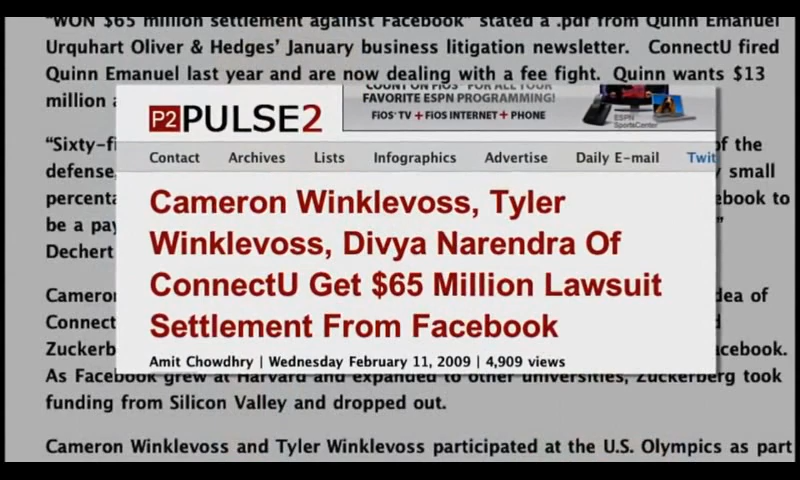 "WON $65 million settlement against Facebook" stated a .pdf from Quinn Emanuel
Urquhart Oliver & Hedges' January business litigation newsletter. ConnectU fired
Quinn Emanuel last year and are now dealing with a fee fight. Quinn wants $13
million
COUNT ON FiOS FOR ALL YOUR
FAVORITE ESPN PROGRAMMING!
FiOS TV + FiOS INTERNET + PHONE
ESPN
SportsCenter
P2 PULSE2
Contact Archives Lists Infographics Advertise Daily E-mail Twit
"Sixty-fi of the
defense, small
percenta ebook to
be a pay "
Dechert
Cameron Winklevoss, Tyler
Winklevoss, Divya Narendra Of
ConnectU Get $65 Million Lawsuit
Settlement From Facebook
Amit Chowdhry | Wednesday February 11, 2009 | 4,909 views
Cameron dea of
Connect
Zuckerb cebook.
As Facebook grew at Harvard and expanded to other universities, Zuckerberg took
funding from Silicon Valley and dropped out.
Cameron Winklevoss and Tyler Winklevoss participated at the U.S. Olympics as part